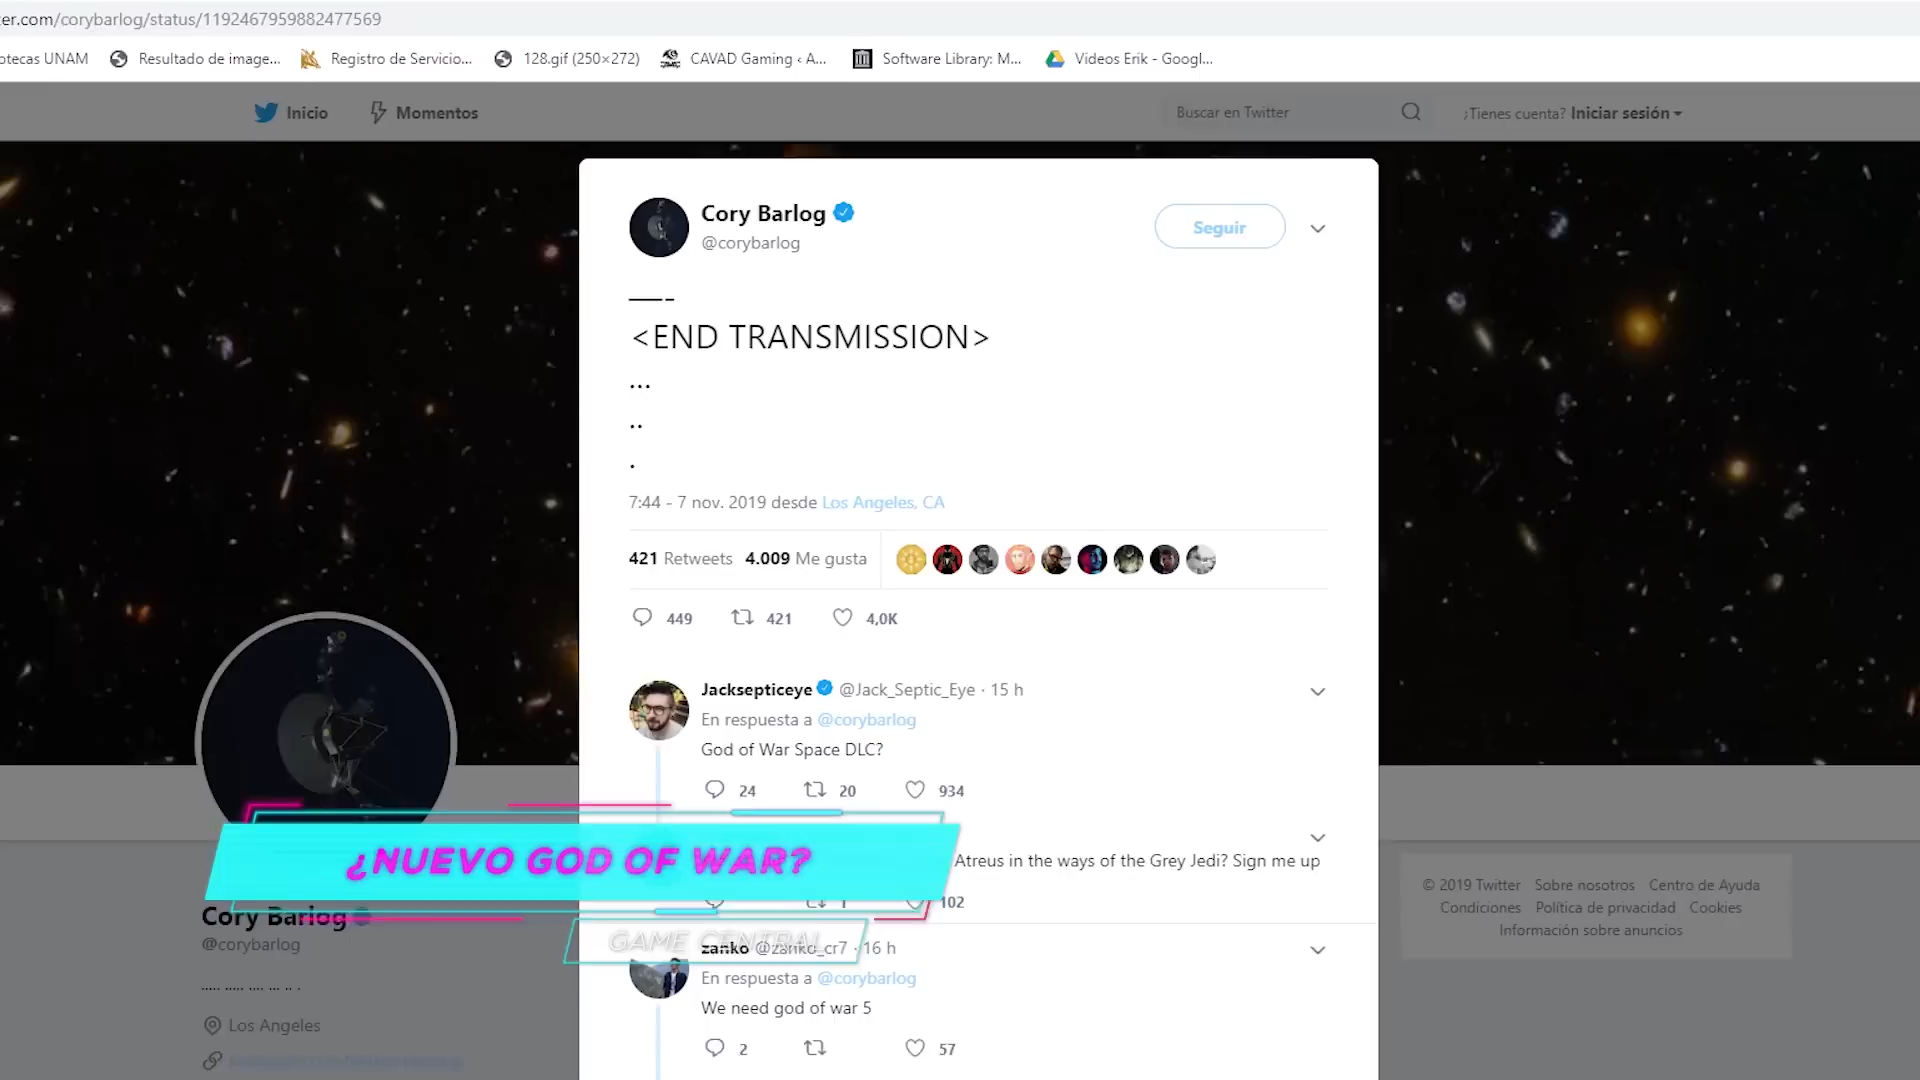 ter.com/corybarlog/status/1192467959882477569
otecas UNAM
Resultado de image...
Registro de Servicio...
128.gif (250×272)
CAVAD Gaming ‹ A...
Software Library: M...
Videos Erik - Googl...
Inicio
Momentos
Buscar en Twitter
¿Tienes cuenta? Iniciar sesión
Cory Barlog
@corybarlog
Seguir
——-
<END TRANSMISSION>
...
..
.
7:44 - 7 nov. 2019 desde Los Angeles, CA
421 Retweets 4.009 Me gusta
449
421
4,0K
Jacksepticeye @Jack_Septic_Eye · 15 h
En respuesta a @corybarlog
God of War Space DLC?
24
20
934
Atreus in the ways of the Grey Jedi? Sign me up
1
102
¿NUEVO GOD OF WAR?
GAME CENTRAL
zanko @zanko_cr7 · 16 h
En respuesta a @corybarlog
We need god of war 5
2
57
Cory Barlog
@corybarlog
..... ..... .... ... .. .
Los Angeles
© 2019 Twitter Sobre nosotros Centro de Ayuda
Condiciones Política de privacidad Cookies
Información sobre anuncios